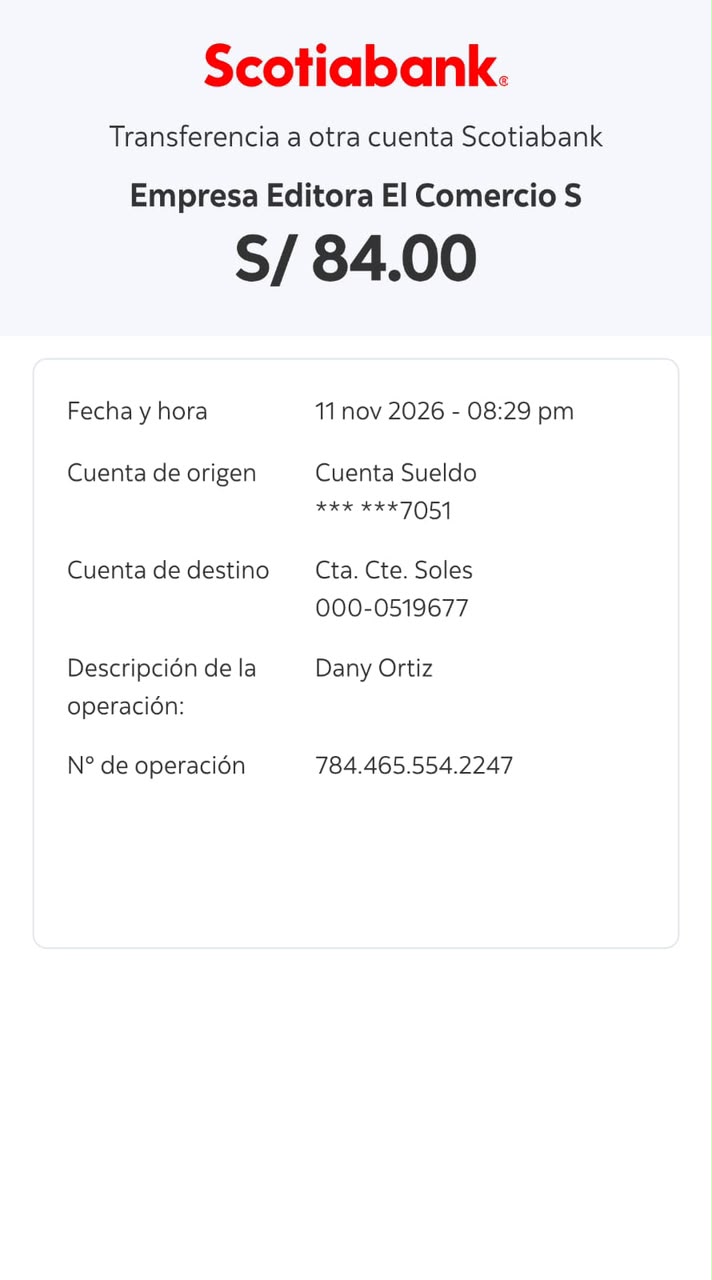 Scotiabank®
Transferencia a otra cuenta Scotiabank
Empresa Editora El Comercio S
S/ 84.00
Fecha y hora 11 nov 2026 - 08:29 pm
Cuenta de origen Cuenta Sueldo
*** ***7051
Cuenta de destino Cta. Cte. Soles
000-0519677
Descripción de la Dany Ortiz
operación:
N° de operación 784.465.554.2247